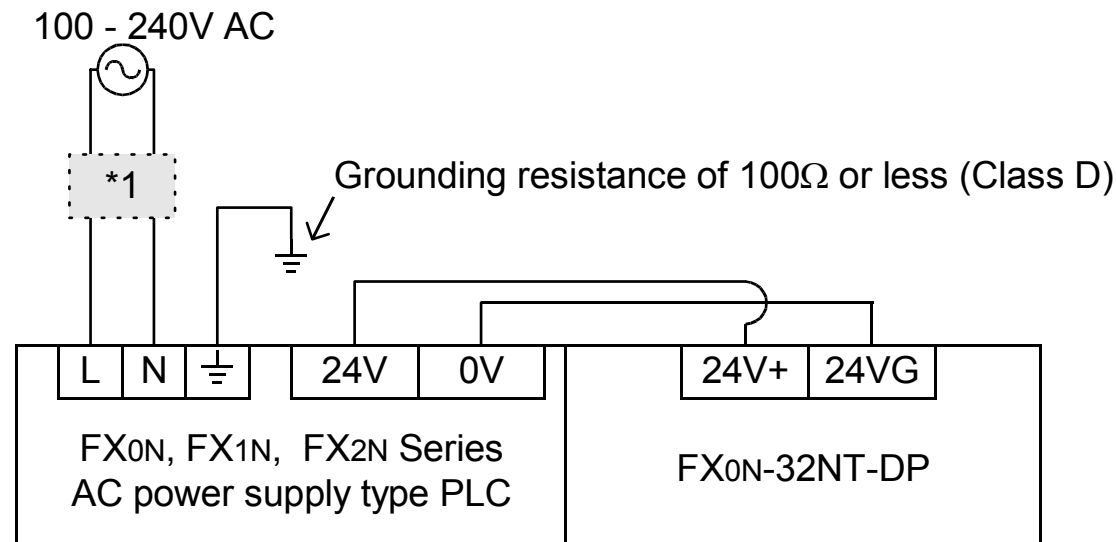 100 - 240V AC
*1
Grounding resistance of 100Ω or less (Class D)
L N 24V 0V 24V+ 24VG
FX0N, FX1N, FX2N Series
AC power supply type PLC
FX0N-32NT-DP